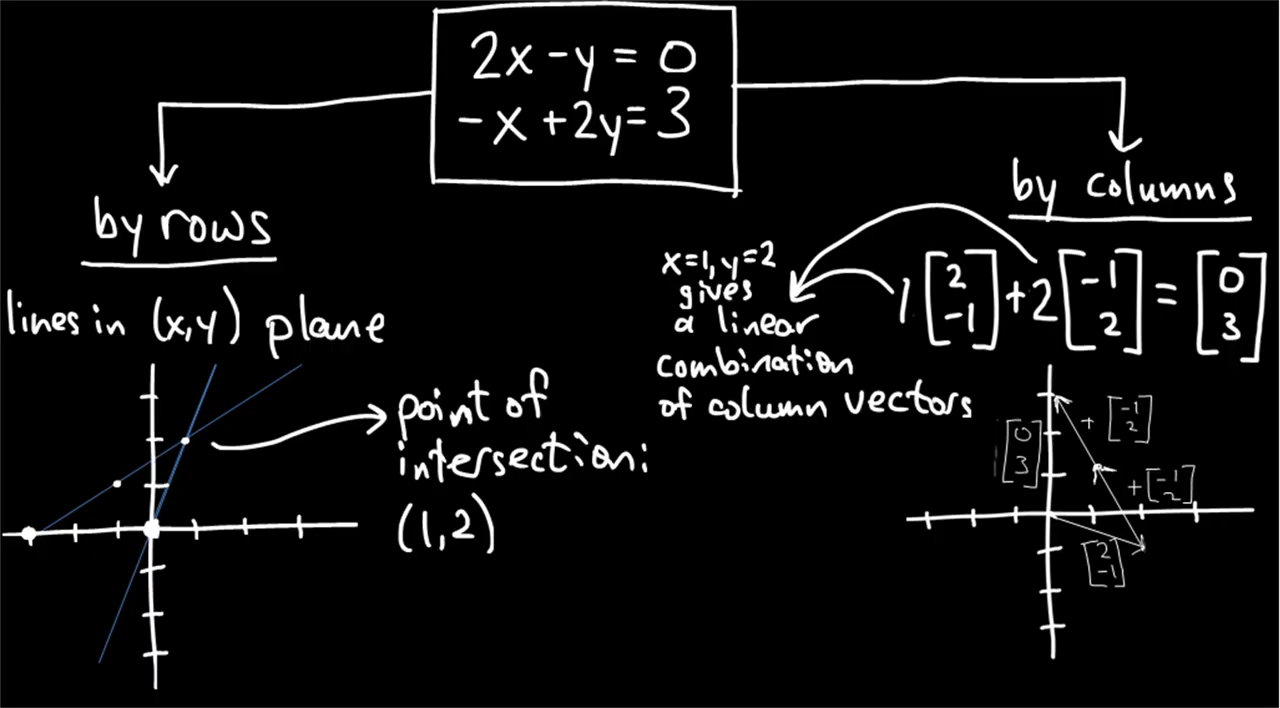 2x-y=0
-x+2y=3
by rows
lines in (x,y) plane
point of
intersection:
(1,2)
by columns
x=1, y=2
gives
a linear
combination
of column vectors
1[2 -1]+2[-1 2]=[0 3]
[0 3]
+[-1 2]
+[-1 2]
[2 -1]